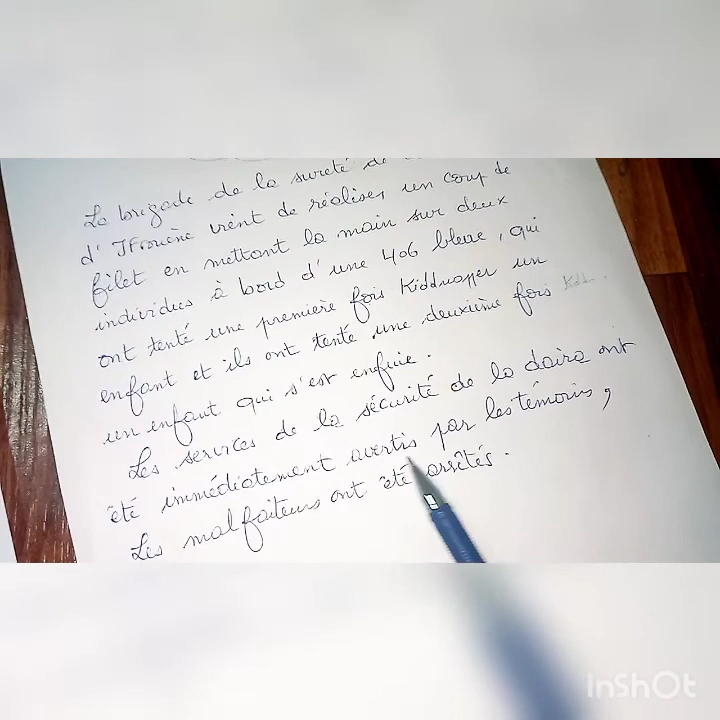 La brigade de la sureté de
d'Iferouène vient de réaliser un coup de
filet en mettant la main sur deux
individus à bord d'une 406 bleue, qui
ont tenté une première fois Kiddnapper un
enfant et ils ont tenté une deuxième fois Kidd.
un enfant qui s'est enfuie.
Les services de la sécurité de la daira ont
été immédiatement avertis par les témoins,
Les malfaiteurs ont été arrêtés.
InShOt